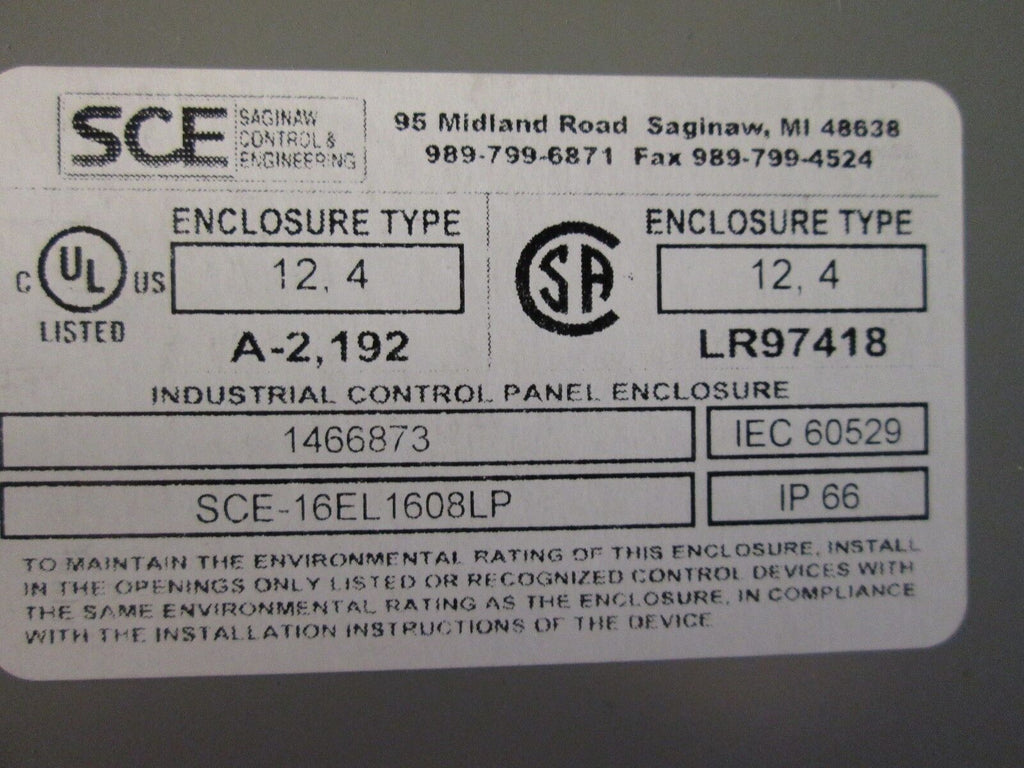 SCE
SAGINAW
CONTROL &
ENGINEERING
95 Midland Road Saginaw, MI 48638
989-799-6871 Fax 989-799-4524
C UL US
LISTED
ENCLOSURE TYPE
12, 4
A-2,192
SA
ENCLOSURE TYPE
12, 4
LR97418
INDUSTRIAL CONTROL PANEL ENCLOSURE
1466873
IEC 60529
SCE-16EL1608LP
IP 66
TO MAINTAIN THE ENVIRONMENTAL RATING OF THIS ENCLOSURE, INSTALL
IN THE OPENINGS ONLY LISTED OR RECOGNIZED CONTROL DEVICES WITH
THE SAME ENVIRONMENTAL RATING AS THE ENCLOSURE, IN COMPLIANCE
WITH THE INSTALLATION INSTRUCTIONS OF THE DEVICE